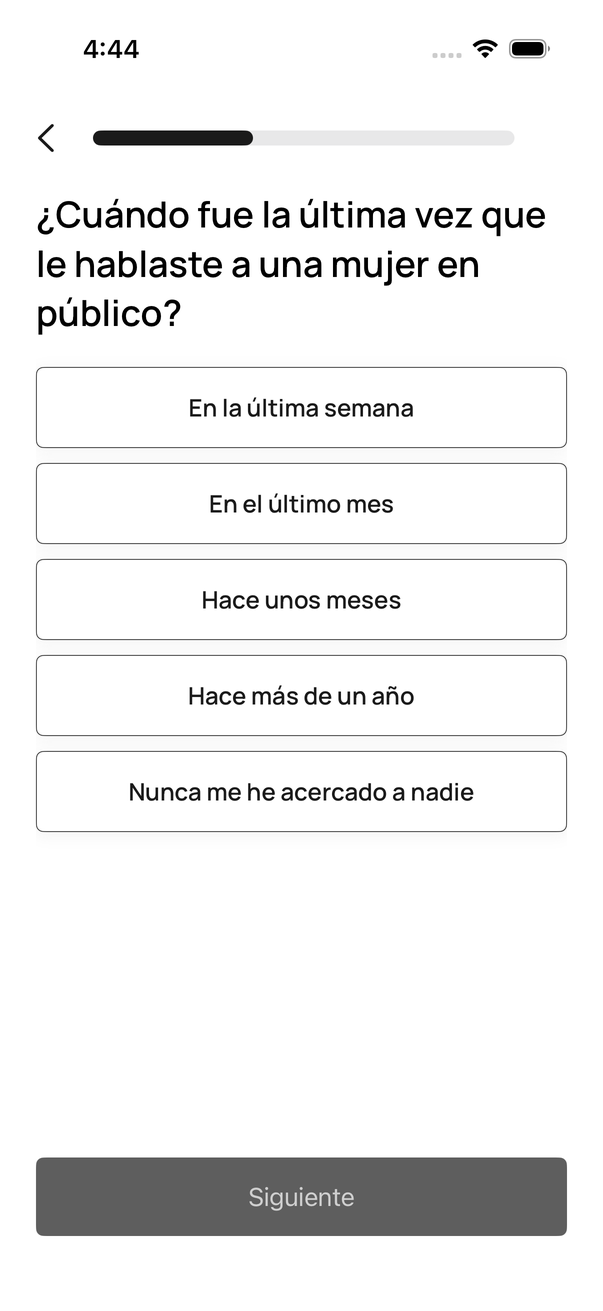 4:44
¿Cuándo fue la última vez que
le hablaste a una mujer en
público?
En la última semana
En el último mes
Hace unos meses
Hace más de un año
Nunca me he acercado a nadie
Siguiente